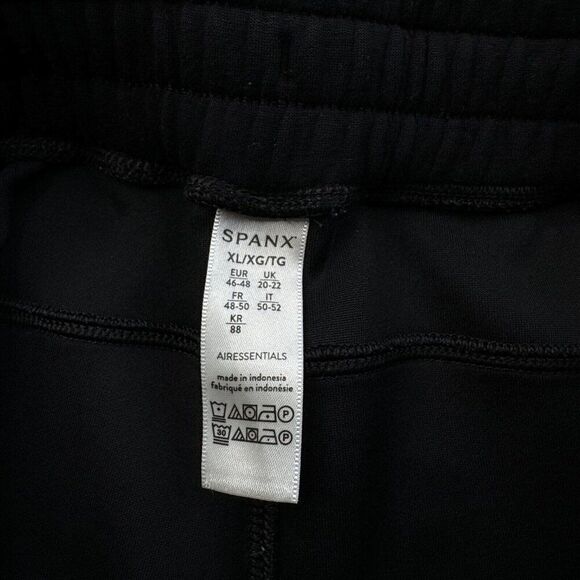 SPANX
XL/XG/TG
EUR UK
46-48 20-22
FR IT
48-50 50-52
KR
88
AIRESSENTIALS
made in indonesia
fabriqué en indonésie
P
30 P